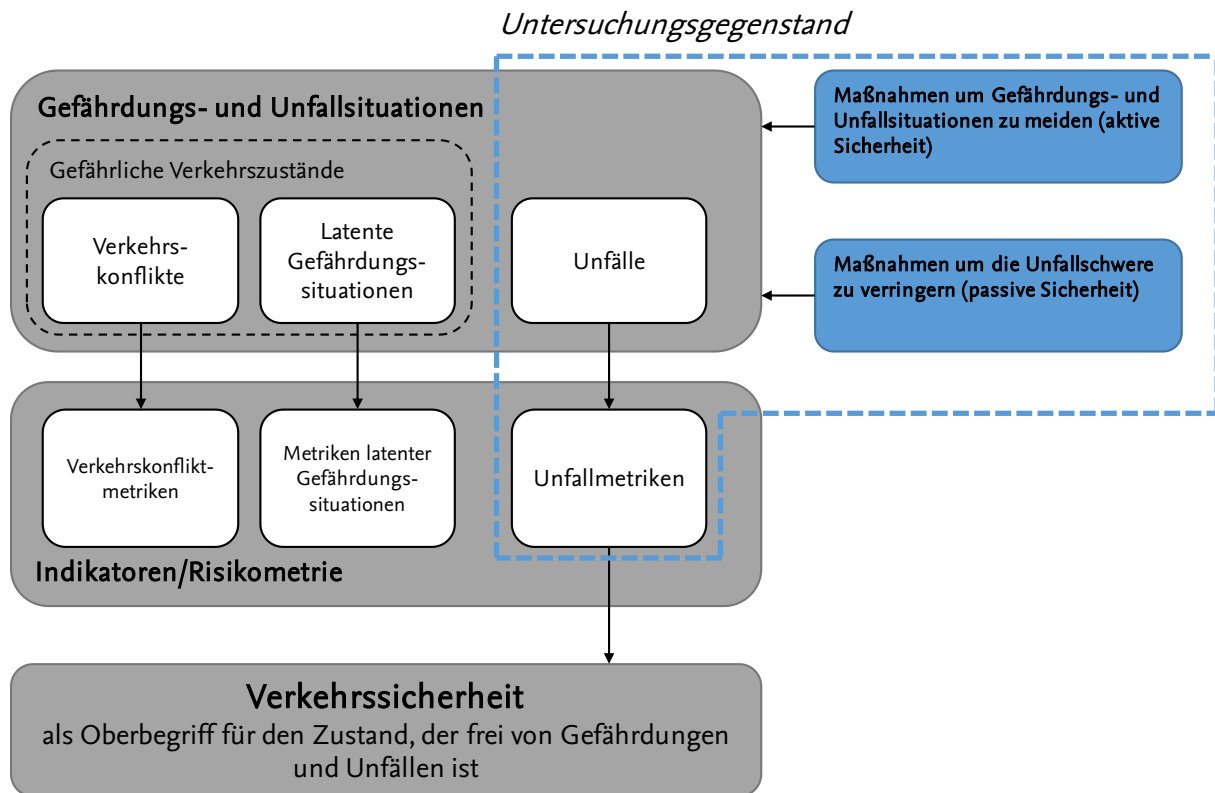 Untersuchungsgegenstand
Gefährdungs- und Unfallsituationen
Gefährliche Verkehrszustände
Verkehrs-
konflikte
Latente
Gefährdungs-
situationen
Unfälle
Maßnahmen um Gefährdungs- und
Unfallsituationen zu meiden (aktive
Sicherheit)
Maßnahmen um die Unfallschwere
zu verringern (passive Sicherheit)
Verkehrskonflikt-
metriken
Metriken latenter
Gefährdungs-
situationen
Unfallmetriken
Indikatoren/Risikometrie
Verkehrssicherheit
als Oberbegriff für den Zustand, der frei von Gefährdungen
und Unfällen ist